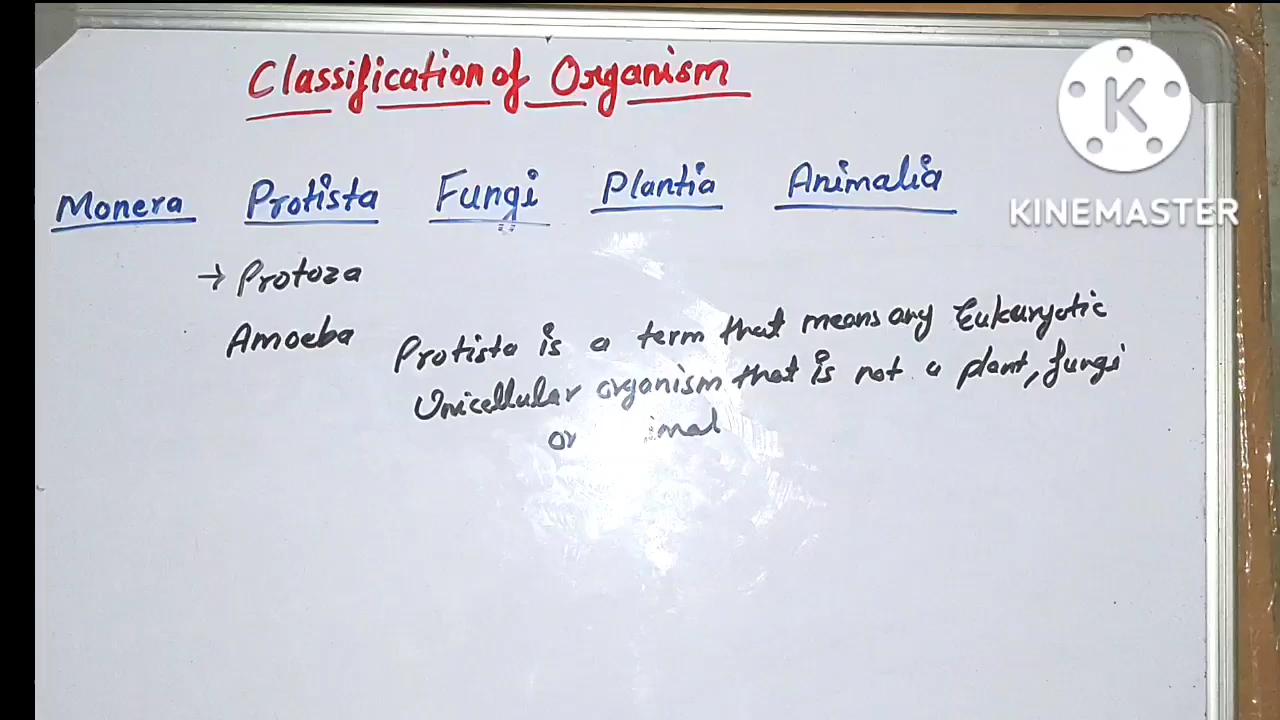 Classification of Organism
Monera Protista Fungi Plantia Animalia
→ Protoza
Amoeba
Protista is a term that means any Eukaryotic
Unicellular organism that is not a plant, fungi
or
K
KINEMASTER